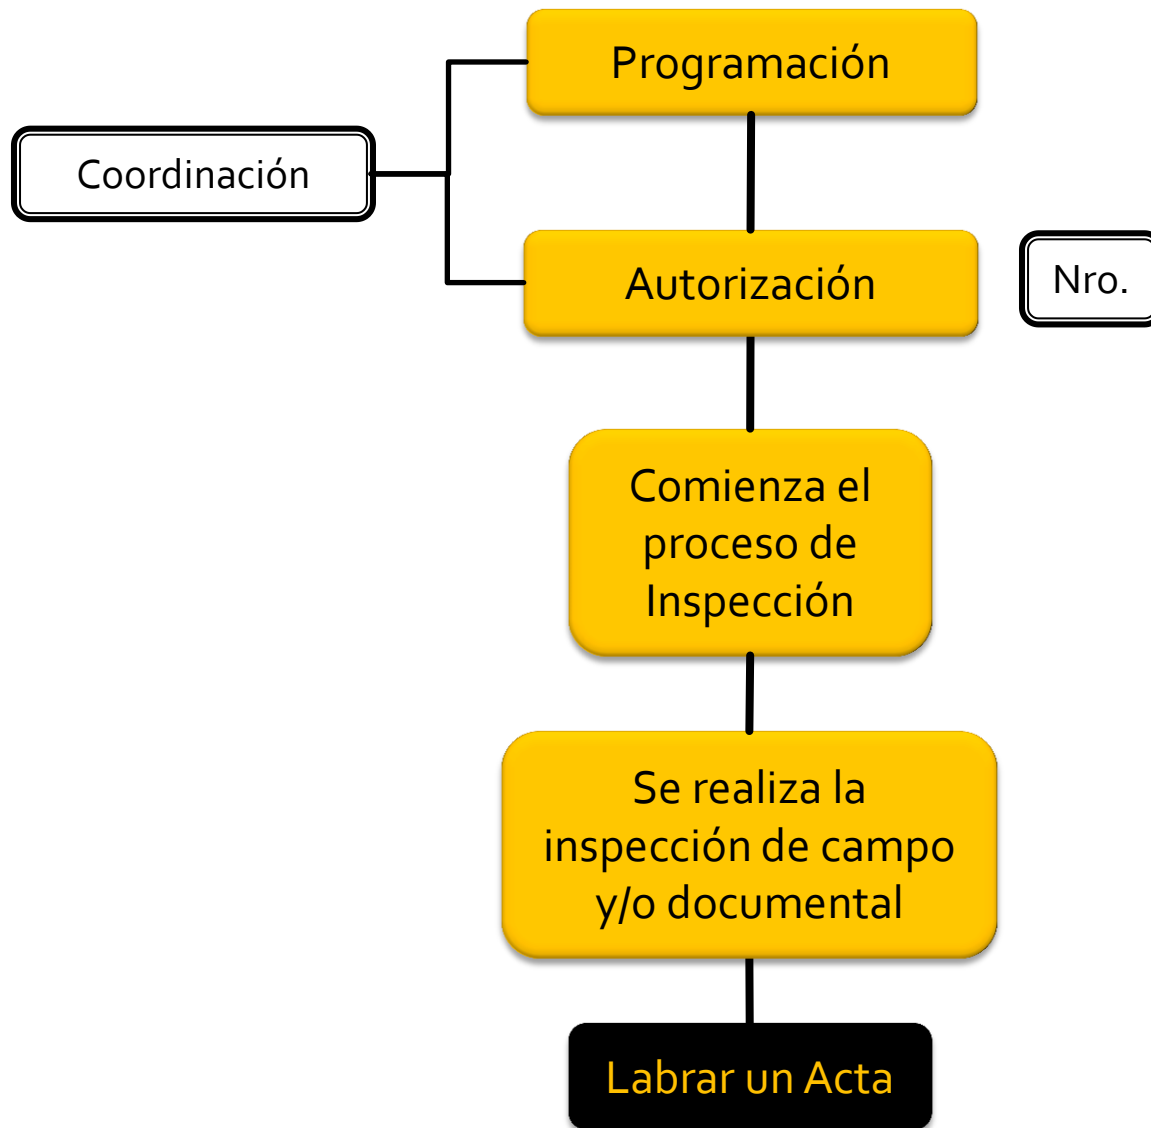 Programación
Coordinación
Autorización
Nro.
Comienza el
proceso de
Inspección
Se realiza la
inspección de campo
y/o documental
Labrar un Acta